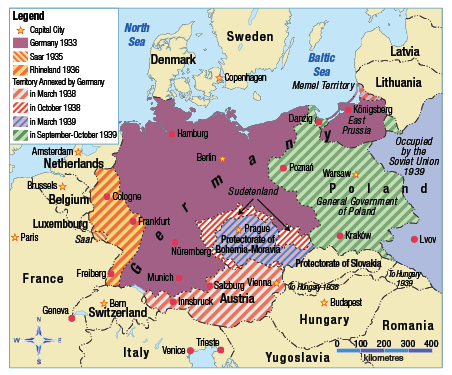 Legend
Capital City
Germany 1933
Saar 1935
Rhineland 1936
Territory Annexed by Germany
in March 1938
in October 1938
in March 1939
in September-October 1939
North
Sea
Sweden
Denmark
Copenhagen
Baltic
Sea
Memel Territory
Latvia
Lithuania
Danzig
Königsberg
East
Prussia
Hamburg
Berlin
Amsterdam
Netherlands
Brussels
Belgium
Luxembourg
Paris
Saar
Cologne
Frankfurt
Germany
Nüremberg
Freiberg
Munich
Sudetenland
Prague
Protectorate of
Bohemia-Moravia
Poznań
Warsaw
Poland
General Government
of Poland
Occupied
by the
Soviet Union
1939
Kraków
Lvov
Protectorate of Slovakia
To Hungary-1938
To Hungary-
1939
France
Bern
Switzerland
Geneva
Innsbruck
Salzburg
Vienna
Austria
Budapest
Hungary
Romania
Italy
Venice
Trieste
Yugoslavia
N
W
E
S
0 100 200 300 400
kilometres